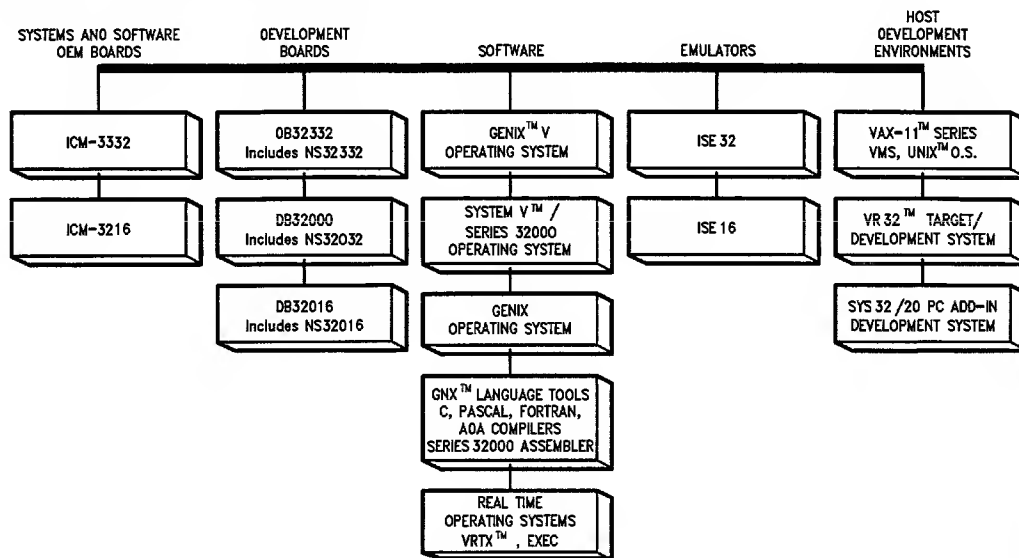 SYSTEMS AND SOFTWARE
OEM BOARDS
DEVELOPMENT
BOARDS
SOFTWARE
EMULATORS
HOST
DEVELOPMENT
ENVIRONMENTS
ICM-3332
ICM-3216
OB32332
Includes NS32332
DB32000
Includes NS32032
DB32016
Includes NS32016
GENIX™ V
OPERATING SYSTEM
SYSTEM V™ /
SERIES 32000
OPERATING SYSTEM
GENIX
OPERATING SYSTEM
GNX™ LANGUAGE TOOLS
C, PASCAL, FORTRAN,
AOA COMPILERS
SERIES 32000 ASSEMBLER
REAL TIME
OPERATING SYSTEMS
VRTX™ , EXEC
ISE 32
ISE 16
VAX-11™ SERIES
VMS, UNIX™ O.S.
VR 32™ TARGET/
DEVELOPMENT SYSTEM
SYS 32/20 PC ADD-IN
DEVELOPMENT SYSTEM